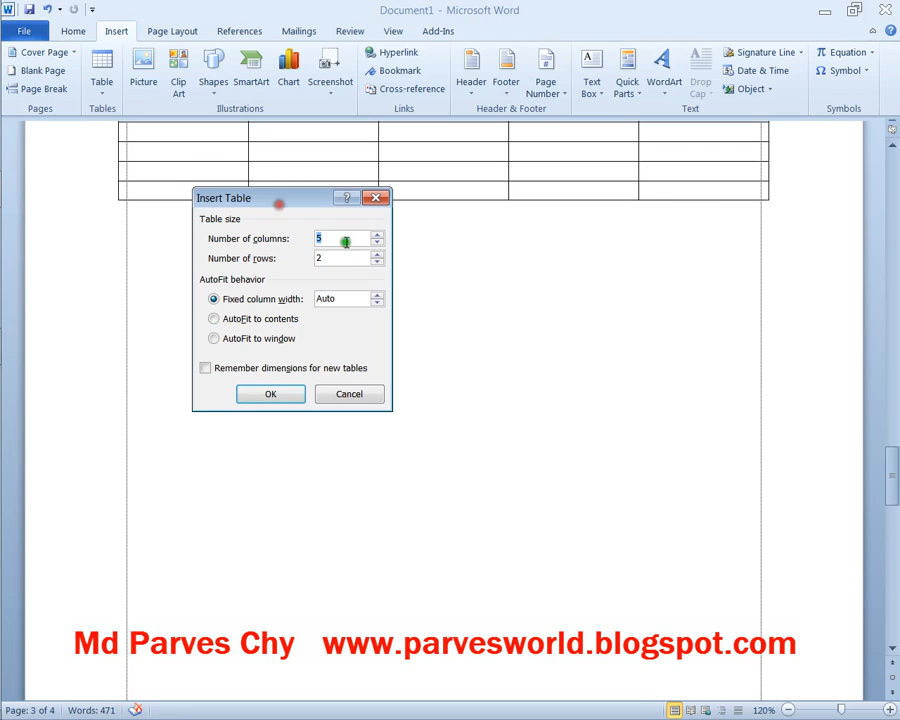 Document1 - Microsoft Word
File Home Insert Page Layout References Mailings Review View Add-Ins
Cover Page
Blank Page
Page Break
Pages
Table
Tables
Picture
Clip Art
Shapes
SmartArt
Chart
Screenshot
Illustrations
Hyperlink
Bookmark
Cross-reference
Links
Header
Footer
Page Number
Header & Footer
Text Box
Quick Parts
WordArt
Drop Cap
Signature Line
Date & Time
Object
Text
Equation
Symbol
Symbols
Insert Table
Table size
Number of columns: 5
Number of rows: 2
AutoFit behavior
Fixed column width: Auto
AutoFit to contents
AutoFit to window
Remember dimensions for new tables
OK Cancel
Md Parves Chy www.parvesworld.blogspot.com
Page: 3 of 4 Words: 471 120%